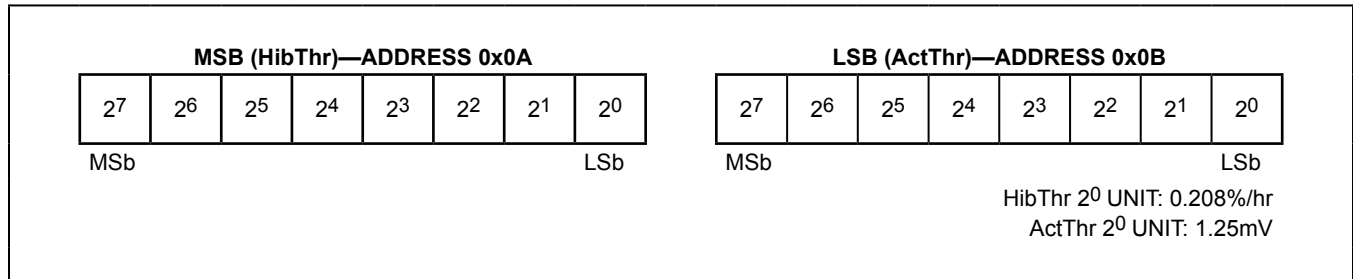 MSB (HibThr)—ADDRESS 0x0A
2⁷ 2⁶ 2⁵ 2⁴ 2³ 2² 2¹ 2⁰
MSb LSb
LSB (ActThr)—ADDRESS 0x0B
2⁷ 2⁶ 2⁵ 2⁴ 2³ 2² 2¹ 2⁰
MSb LSb
HibThr 2⁰ UNIT: 0.208%/hr
ActThr 2⁰ UNIT: 1.25mV